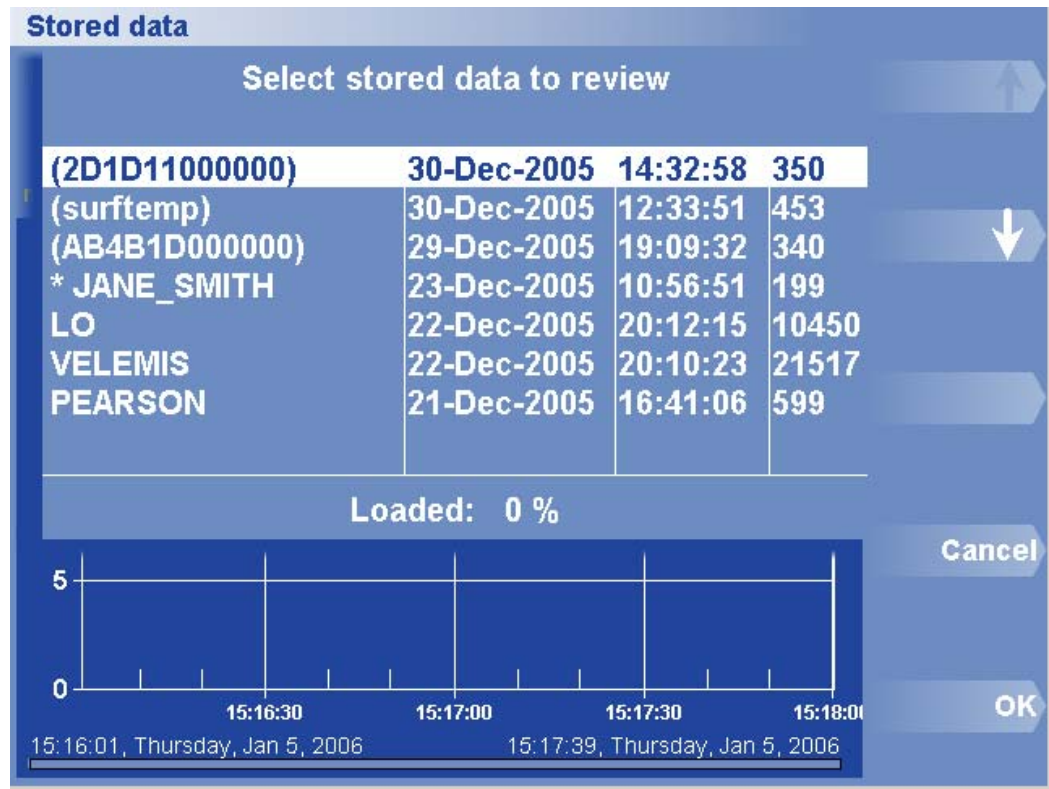 Stored data
Select stored data to review
(2D1D11000000) 30-Dec-2005 14:32:58 350
(surftemp) 30-Dec-2005 12:33:51 453
(AB4B1D000000) 29-Dec-2005 19:09:32 340
* JANE_SMITH 23-Dec-2005 10:56:51 199
LO 22-Dec-2005 20:12:15 10450
VELEMIS 22-Dec-2005 20:10:23 21517
PEARSON 21-Dec-2005 16:41:06 599
Loaded: 0 %
Cancel
5
0
OK
15:16:30 15:17:00 15:17:30 15:18:00
15:16:01, Thursday, Jan 5, 2006 15:17:39, Thursday, Jan 5, 2006